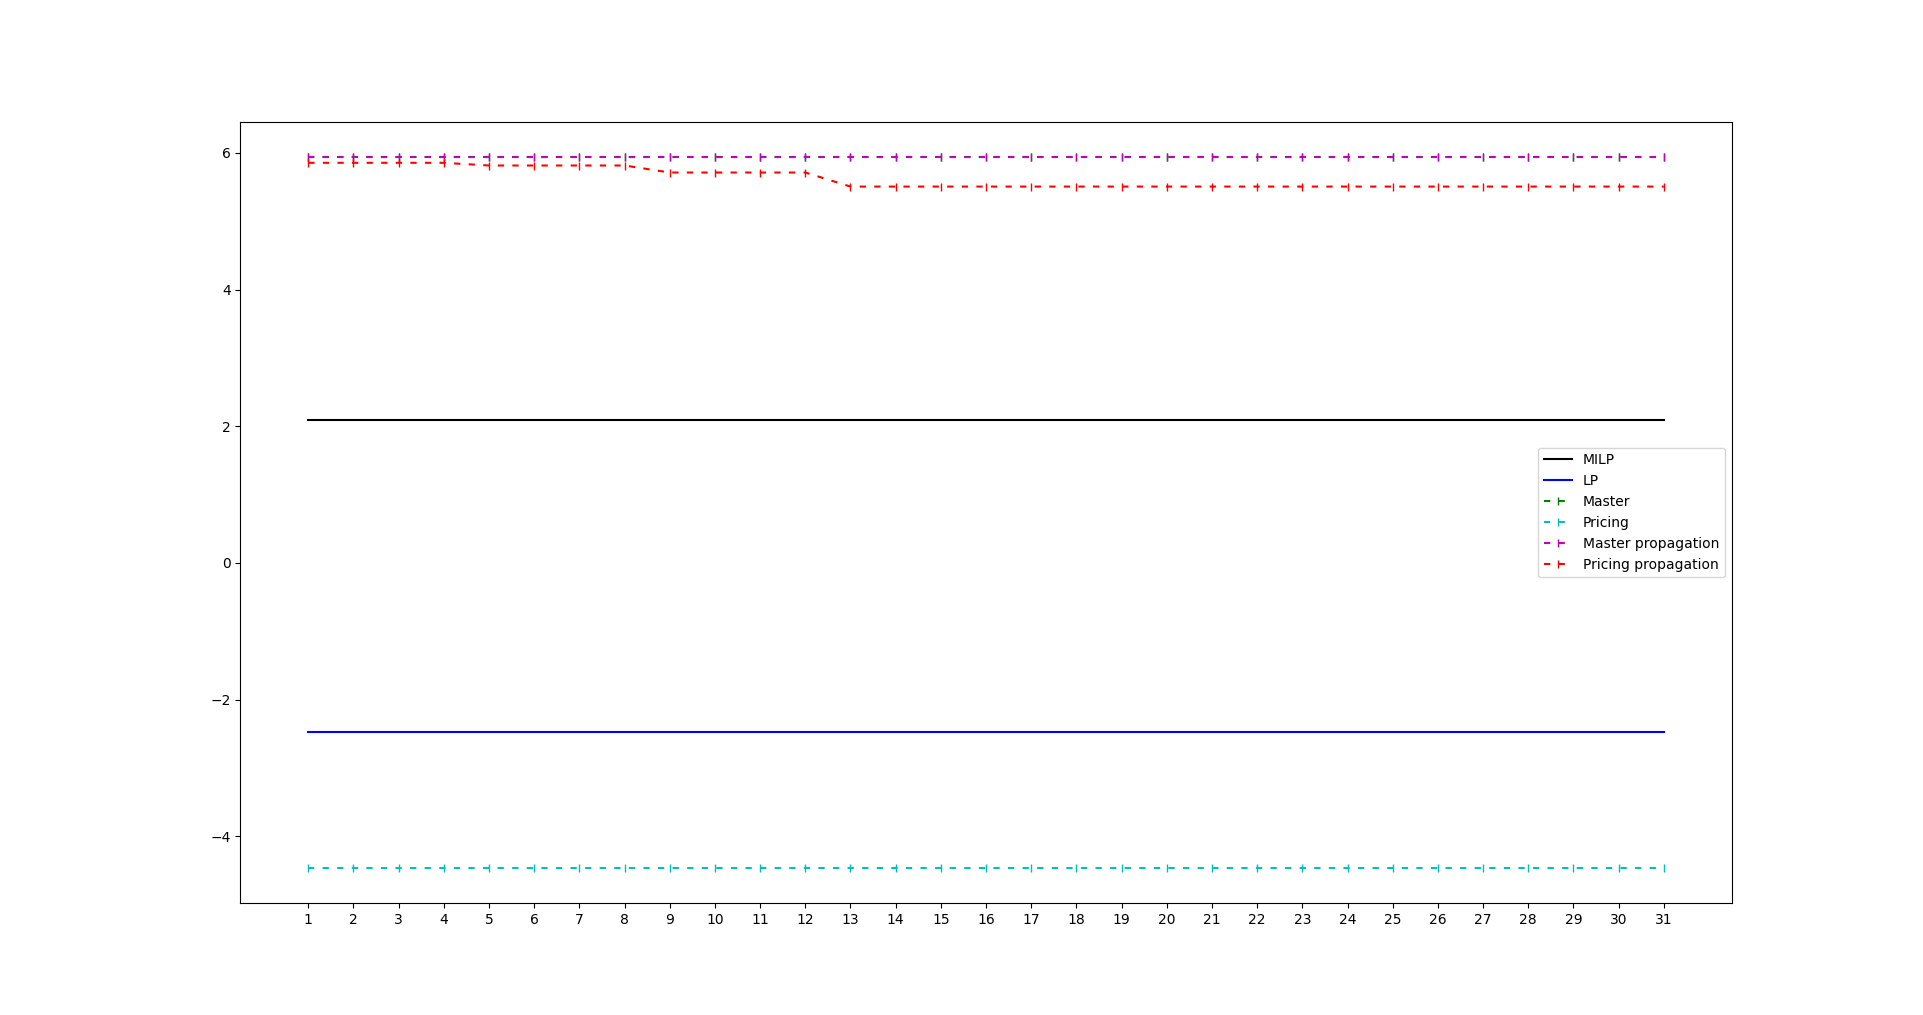 6
4
2
0
−2
−4
MILP
LP
Master
Pricing
Master propagation
Pricing propagation
1 2 3 4 5 6 7 8 9 10 11 12 13 14 15 16 17 18 19 20 21 22 23 24 25 26 27 28 29 30 31